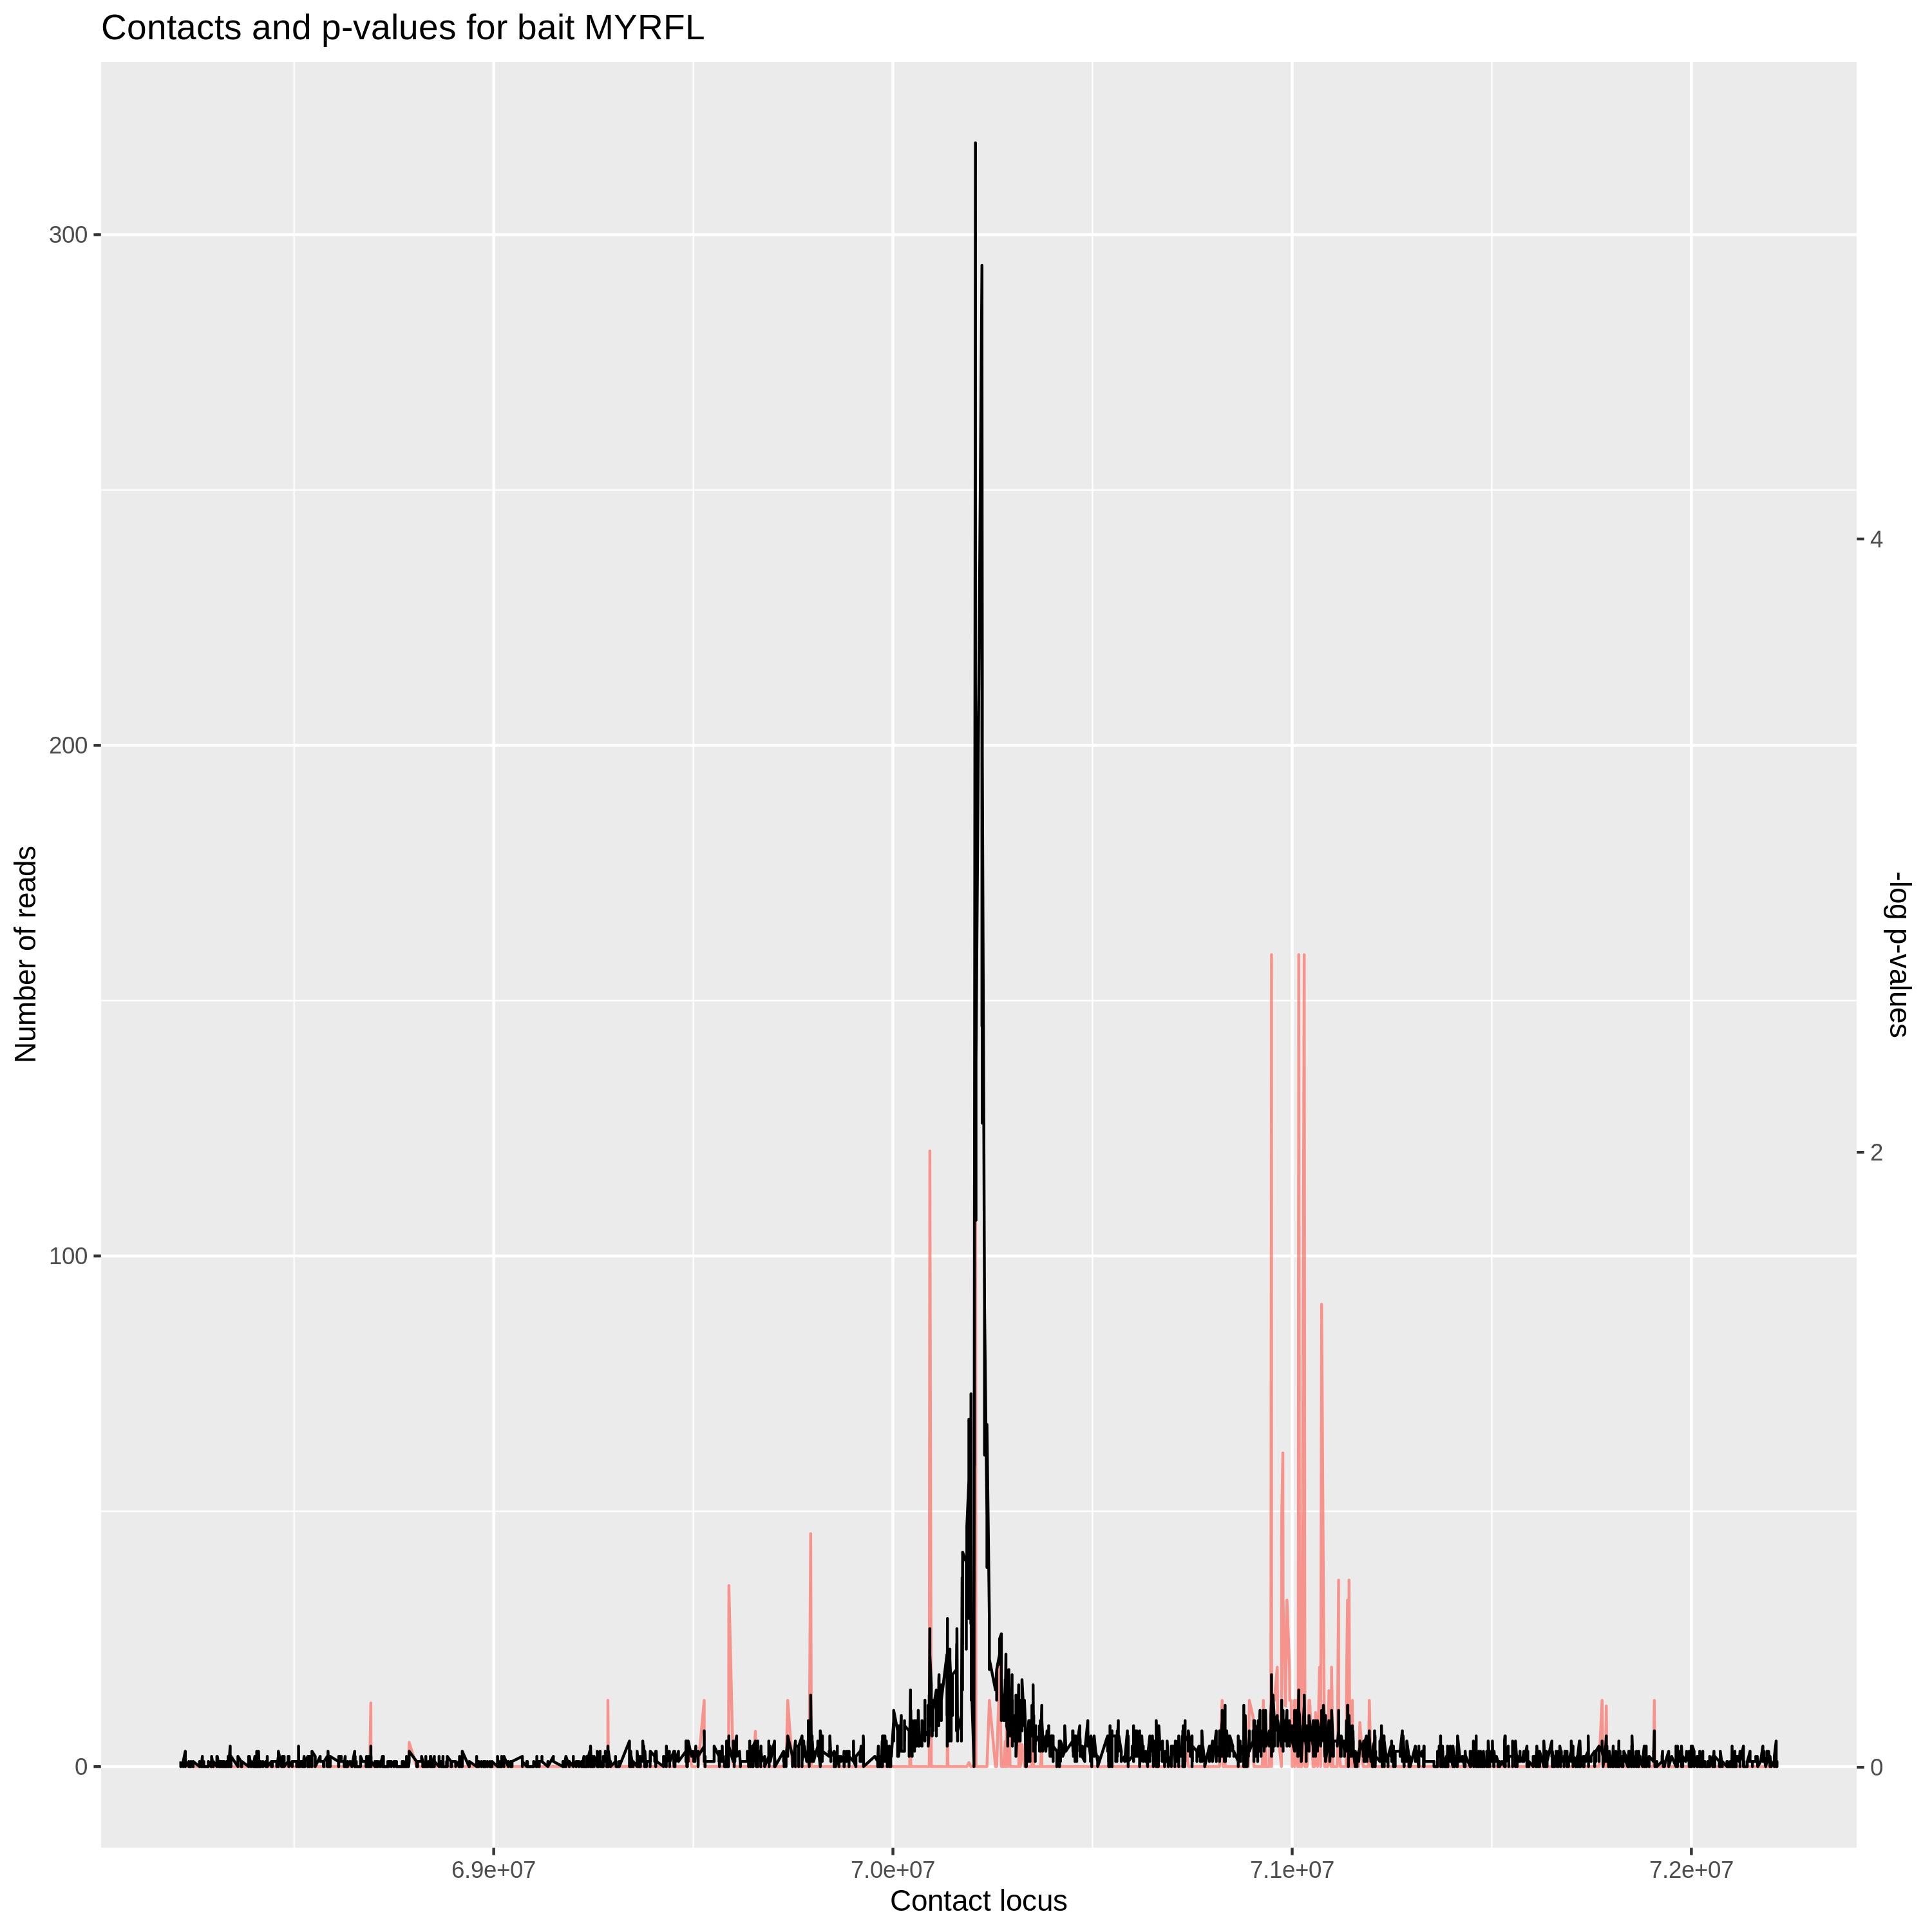 Contacts and p-values for bait MYRFL
300
200
100
0
Number of reads
4
2
0
-log p-values
6.9e+07
7.0e+07
7.1e+07
7.2e+07
Contact locus